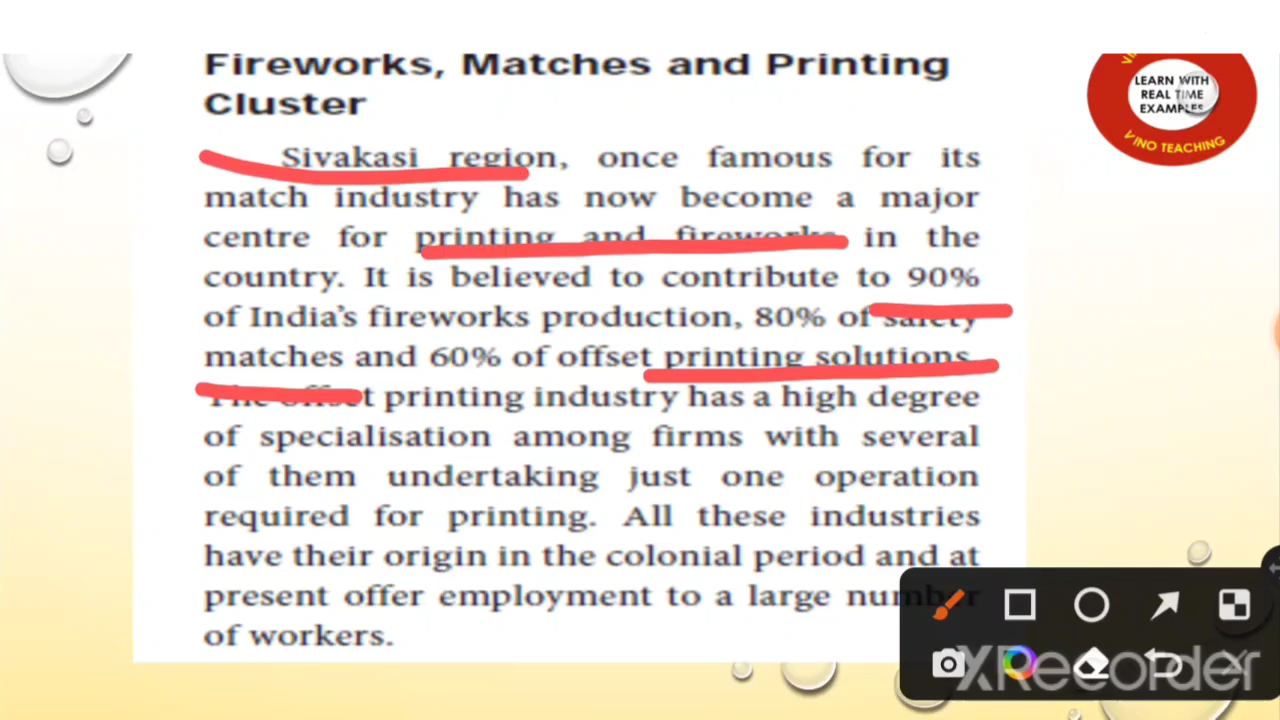 Fireworks, Matches and Printing
Cluster
LEARN WITH
REAL TIME
EXAMPLES
VINO TEACHING
Sivakasi region, once famous for its
match industry has now become a major
centre for printing and fireworks in the
country. It is believed to contribute to 90%
of India's fireworks production, 80% of safety
matches and 60% of offset printing solutions.
The offset printing industry has a high degree
of specialisation among firms with several
of them undertaking just one operation
required for printing. All these industries
have their origin in the colonial period and at
present offer employment to a large number
of workers.
XRecorder